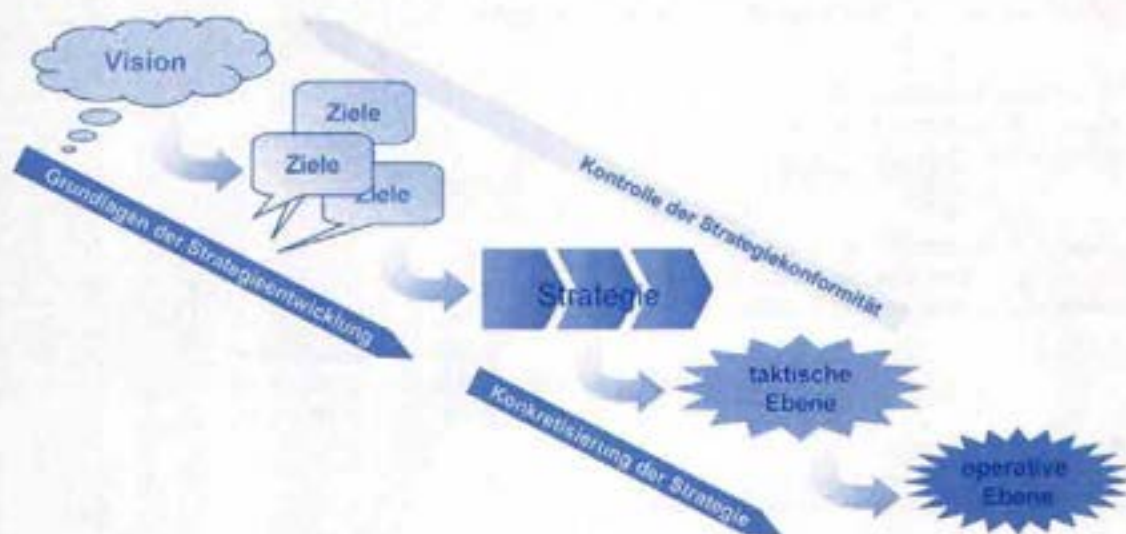 Vision
Ziele
Ziele
Ziele
Grundlagen der Strategieentwicklung
Kontrolle der Strategiekonformität
Strategie
taktische
Ebene
Konkretisierung der Strategie
operative
Ebene